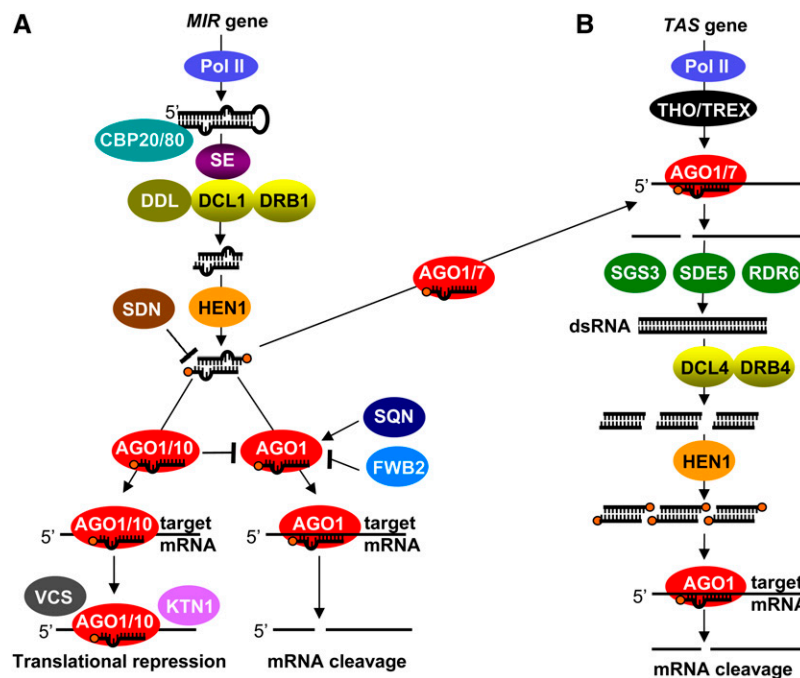 A
MIR gene
Pol II
5’
CBP20/80
SE
DDL
DCL1
DRB1
SDN
HEN1
AGO1/7
SQN
AGO1/10
AGO1
FWB2
AGO1/10
target
5’
mRNA
AGO1
target
5’
mRNA
VCS
KTN1
AGO1/10
5’
5’
Translational repression
mRNA cleavage
B
TAS gene
Pol II
THO/TREX
AGO1/7
5’
SGS3
SDE5
RDR6
dsRNA
DCL4
DRB4
HEN1
AGO1
target
5’
mRNA
mRNA cleavage